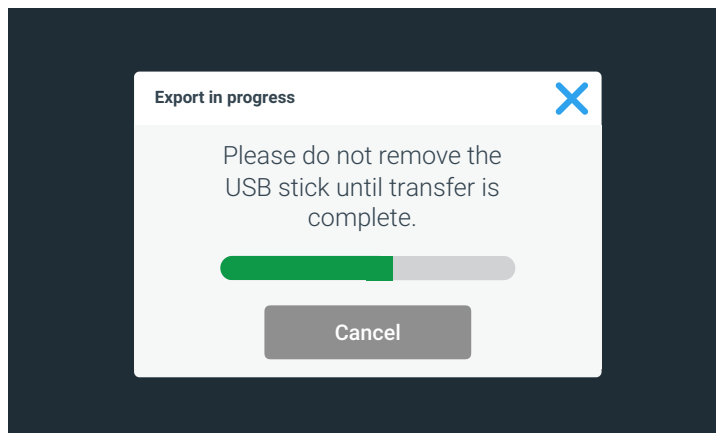 Export in progress
Please do not remove the
USB stick until transfer is
complete.
Cancel